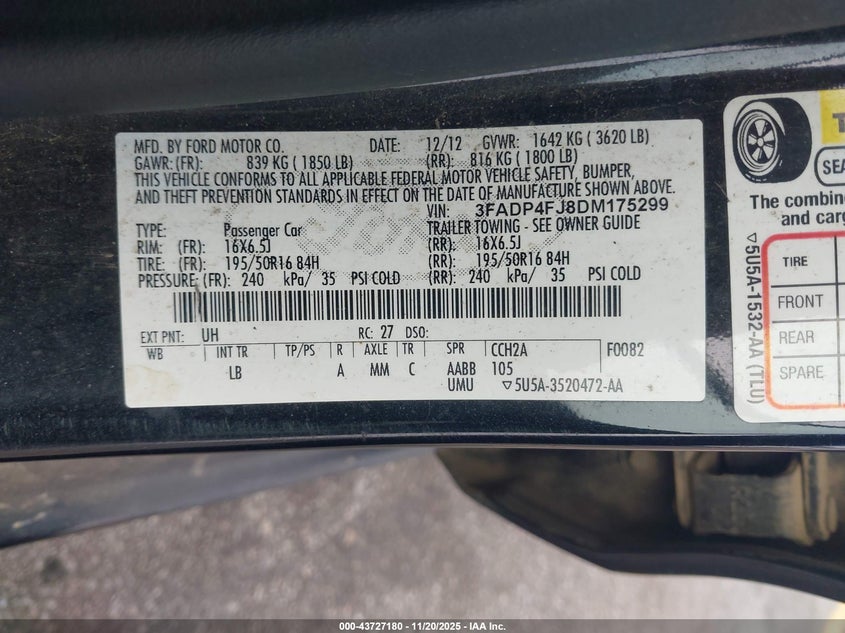 MFD. BY FORD MOTOR CO. DATE: 12/12 GVWR: 1642 KG ( 3620 LB)
GAWR:(FR): 839 KG ( 1850 LB) (RR): 816 KG ( 1800 LB)
THIS VEHICLE CONFORMS TO ALL APPLICABLE FEDERAL MOTOR VEHICLE SAFETY, BUMPER,
AND THEFT PREVENTION STANDARDS IN EFFECT ON THE DATE OF MANUFACTURE SHOWN ABOVE.
VIN: 3FADP4FJ8DM175299
TYPE: Passenger Car TRAILER TOWING - SEE OWNER GUIDE
RIM: (FR): 16X6.5J (RR): 16X6.5J
TIRE: (FR): 195/50R16 84H (RR): 195/50R16 84H
PRESSURE (FR): 240 kPa/ 35 PSI COLD (RR): 240 kPa/ 35 PSI COLD
EXT PNT: UH RC: 27 DSO:
WB INT TR TP/PS R AXLE TR SPR CCH2A F0082
LB A MM C AABB 105
UMU ▽5U5A-3520472-AA
SEA
The combine
and carg
TIRE
FRONT
REAR
SPARE
▽5U5A-1532-AA (TLU)
000-43727180 - 11/20/2025 - IAA Inc.